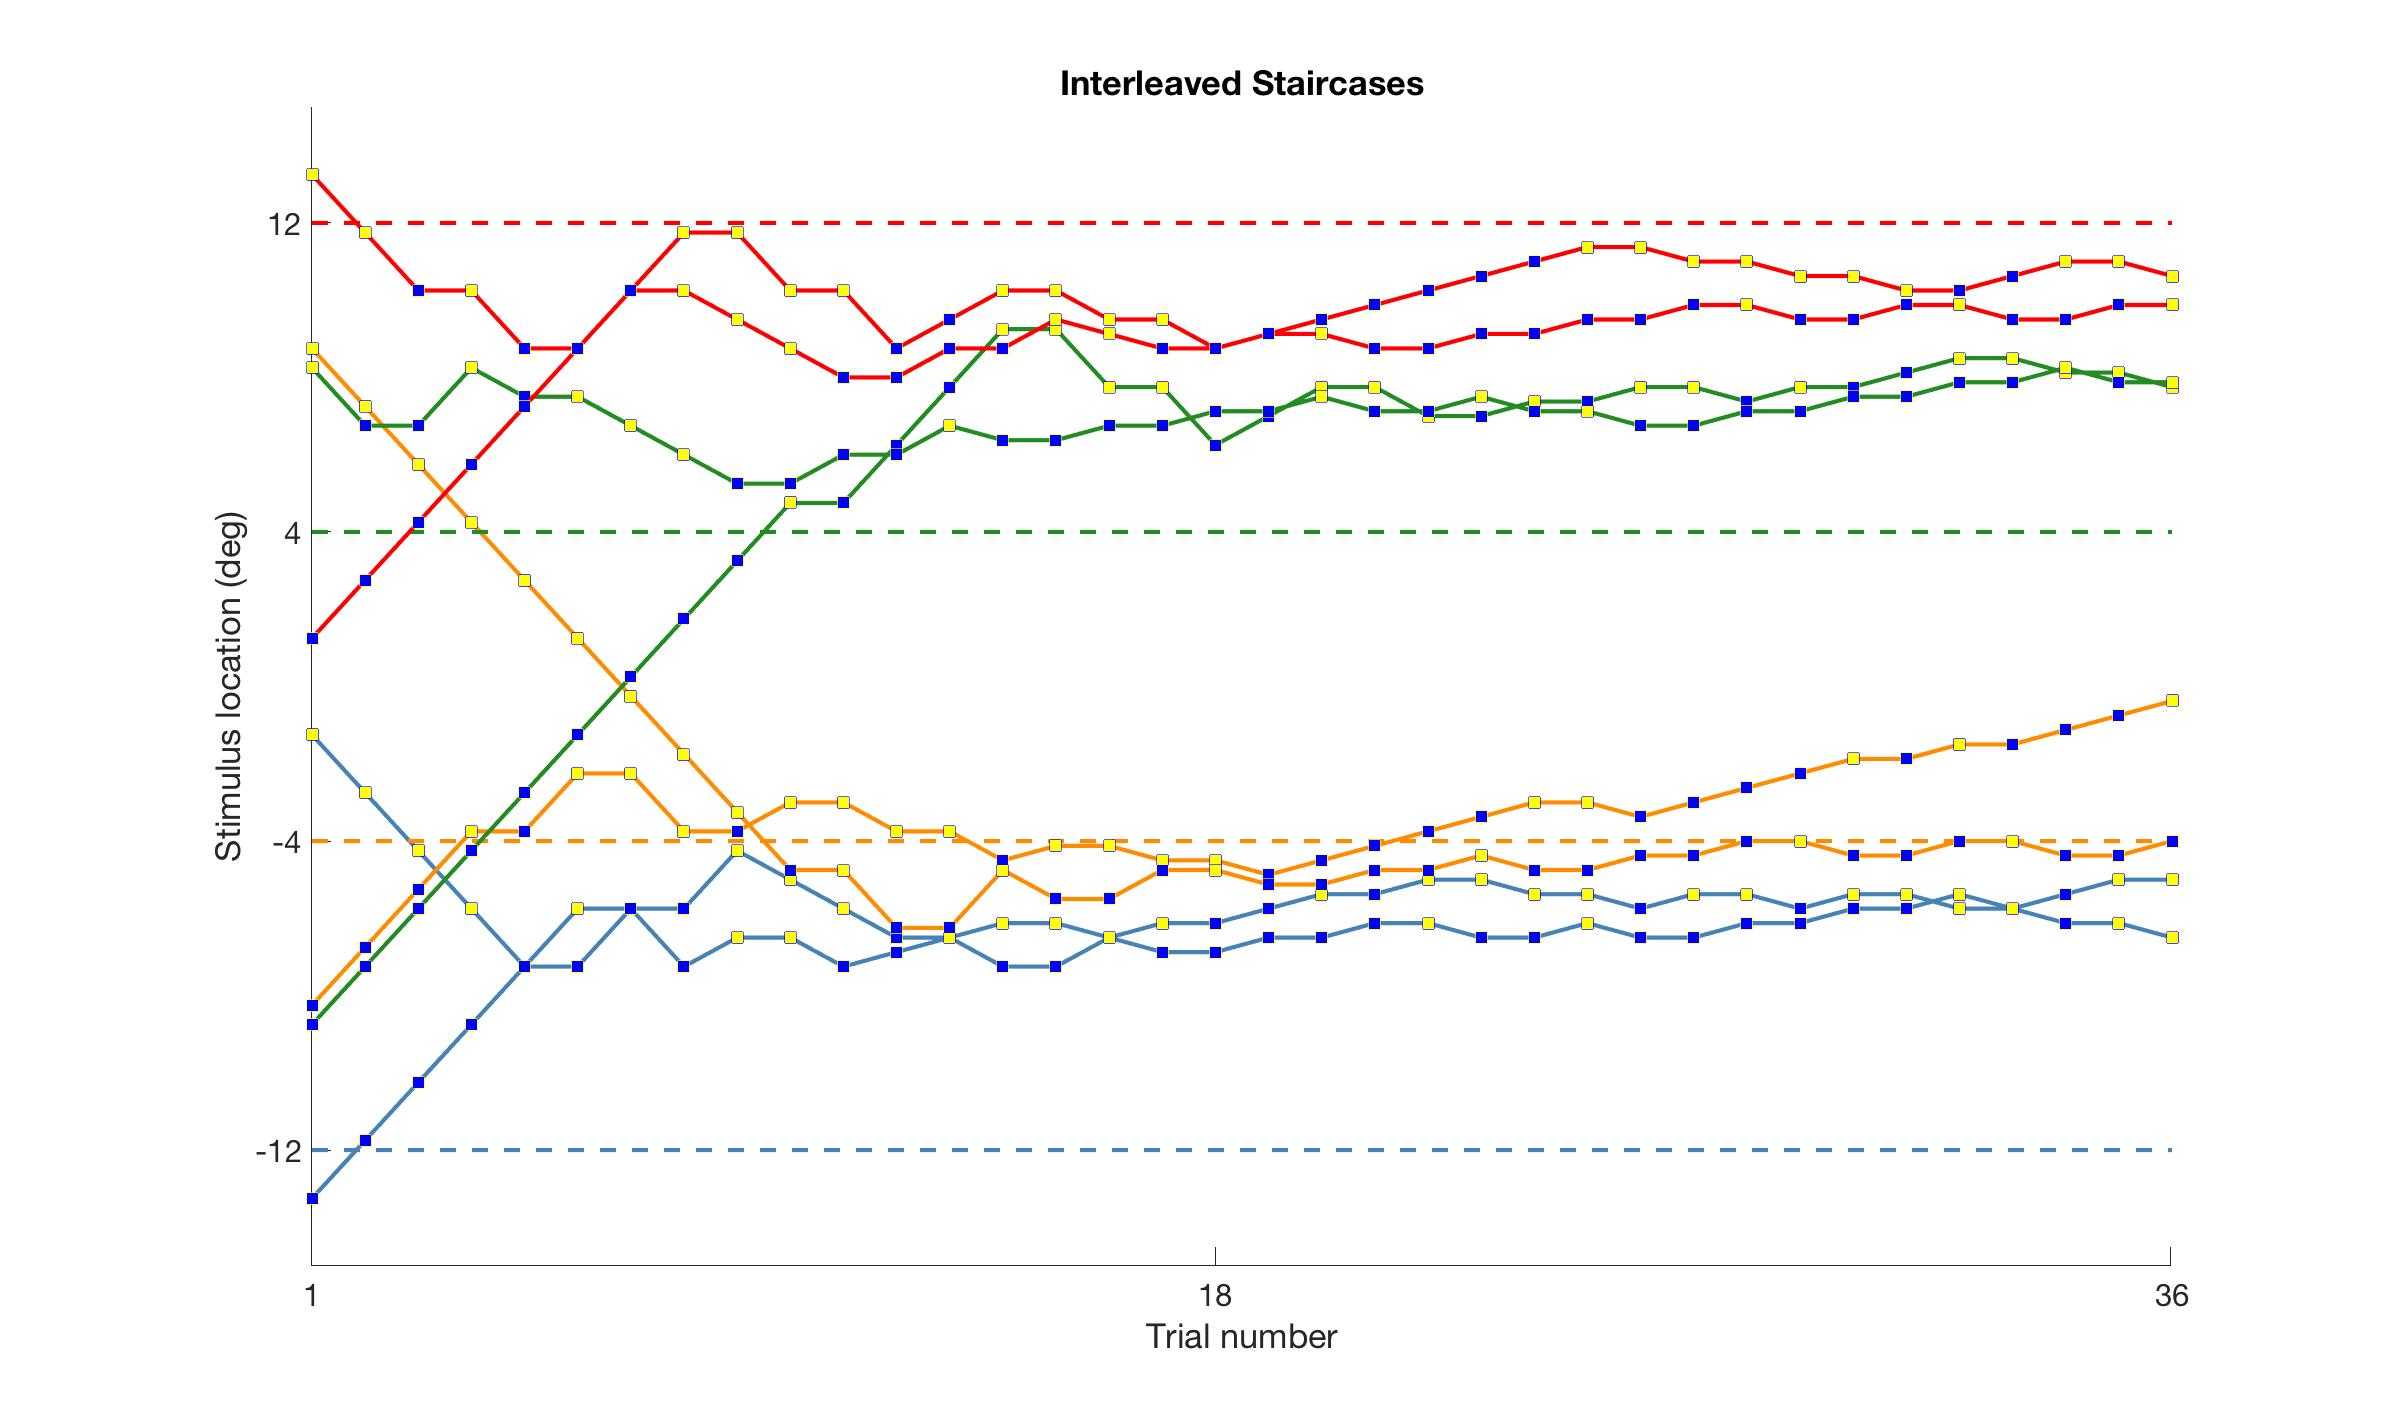 Interleaved Staircases
12
4
-4
-12
Stimulus location (deg)
1 18 36
Trial number